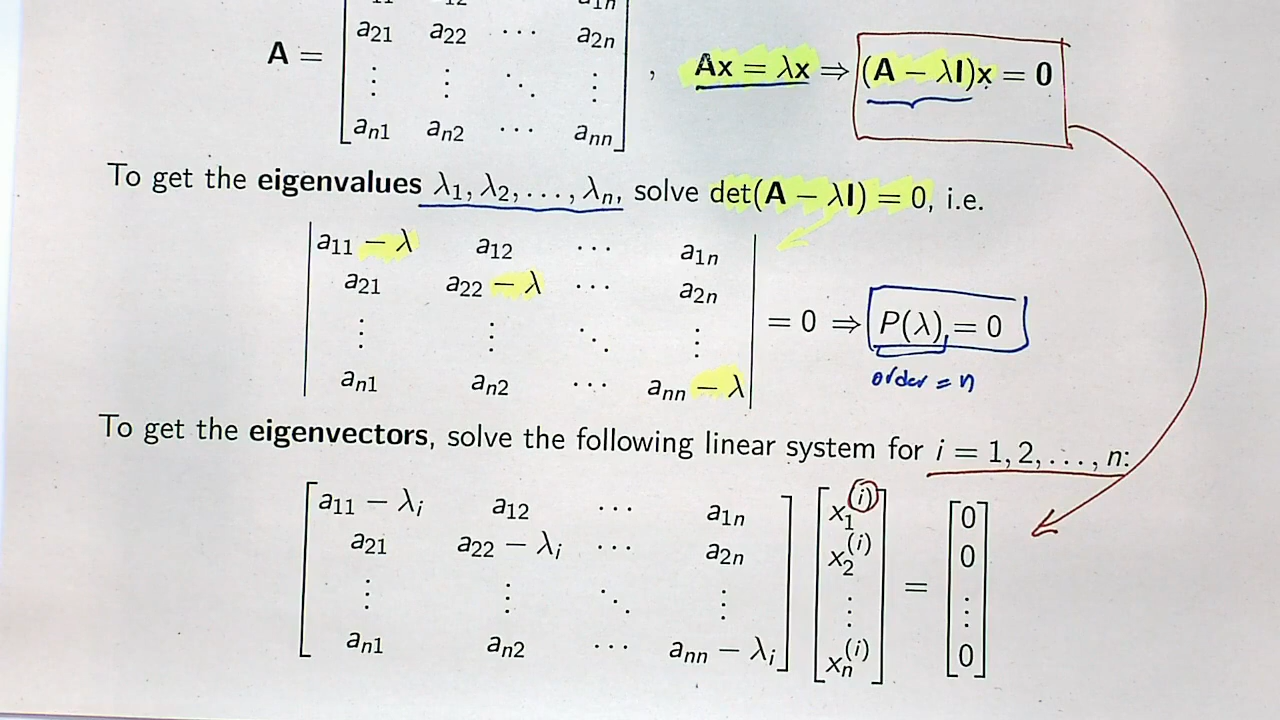 a21 a22 ⋯ a2n
A = , Ax = λx ⇒ (A − λI)x = 0
⋮ ⋮ ⋱ ⋮
an1 an2 ⋯ ann
To get the eigenvalues λ1, λ2, …, λn, solve det(A − λI) = 0, i.e.
a11 − λ a12 ⋯ a1n
a21 a22 − λ ⋯ a2n
⋮ ⋮ ⋱ ⋮ = 0 ⇒ P(λ) = 0
an1 an2 ⋯ ann − λ
order = n
To get the eigenvectors, solve the following linear system for i = 1, 2, …, n:
a11 − λi a12 ⋯ a1n x1(i) 0
a21 a22 − λi ⋯ a2n x2(i) 0
⋮ ⋮ ⋱ ⋮ ⋮ = ⋮
an1 an2 ⋯ ann − λi xn(i) 0